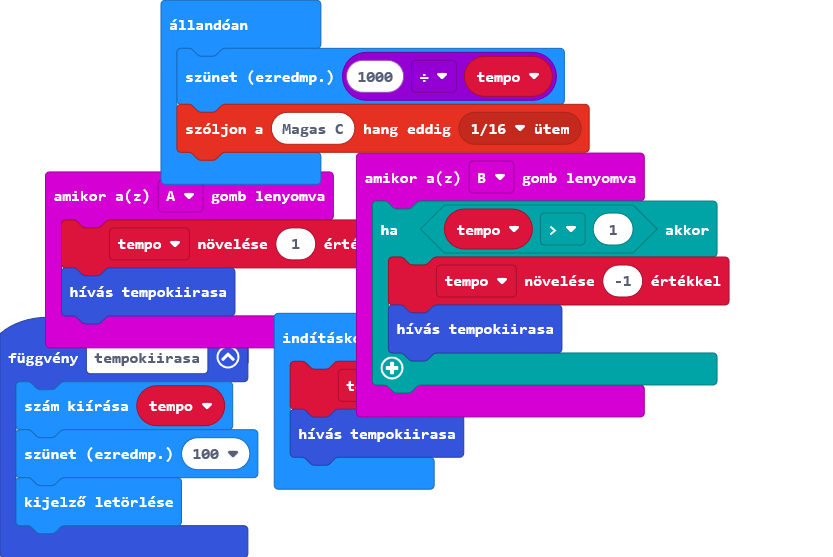 állandóan
szünet (ezredmp.) 1000 ÷ tempo
szóljon a Magas C hang eddig 1/16 ütem
amikor a(z) A gomb lenyomva
tempo növelése 1
hívás tempokiirasa
amikor a(z) B gomb lenyomva
ha tempo > 1 akkor
tempo növelése -1 értékkel
hívás tempokiirasa
függvény tempokiirasa
szám kiírása tempo
szünet (ezredmp.) 100
kijelző letörlése
hívás tempokiirasa